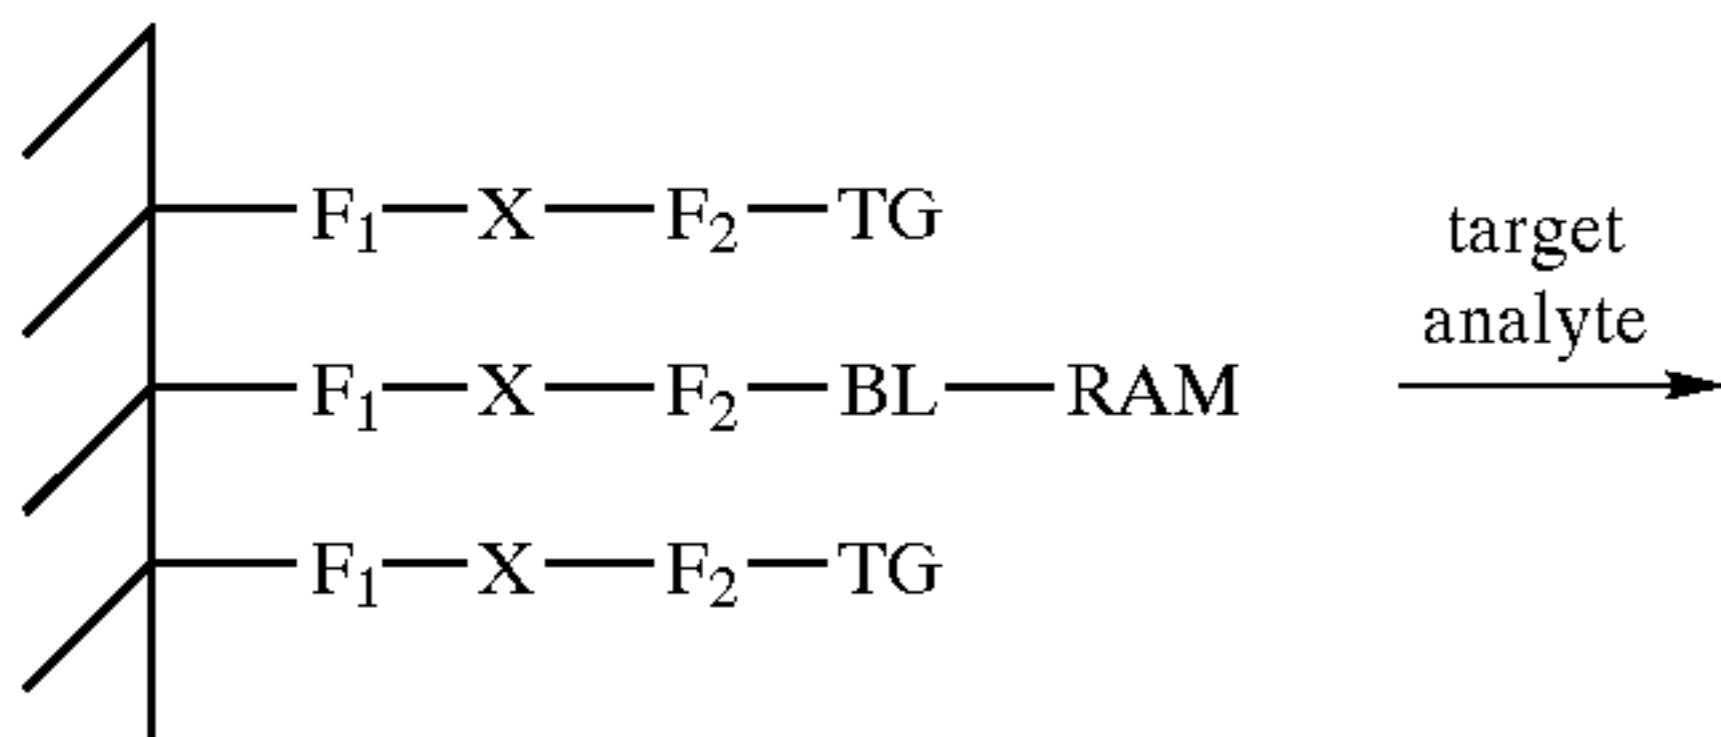 F₁—X—F₂—TG
target
analyte
F₁—X—F₂—BL—RAM
F₁—X—F₂—TG